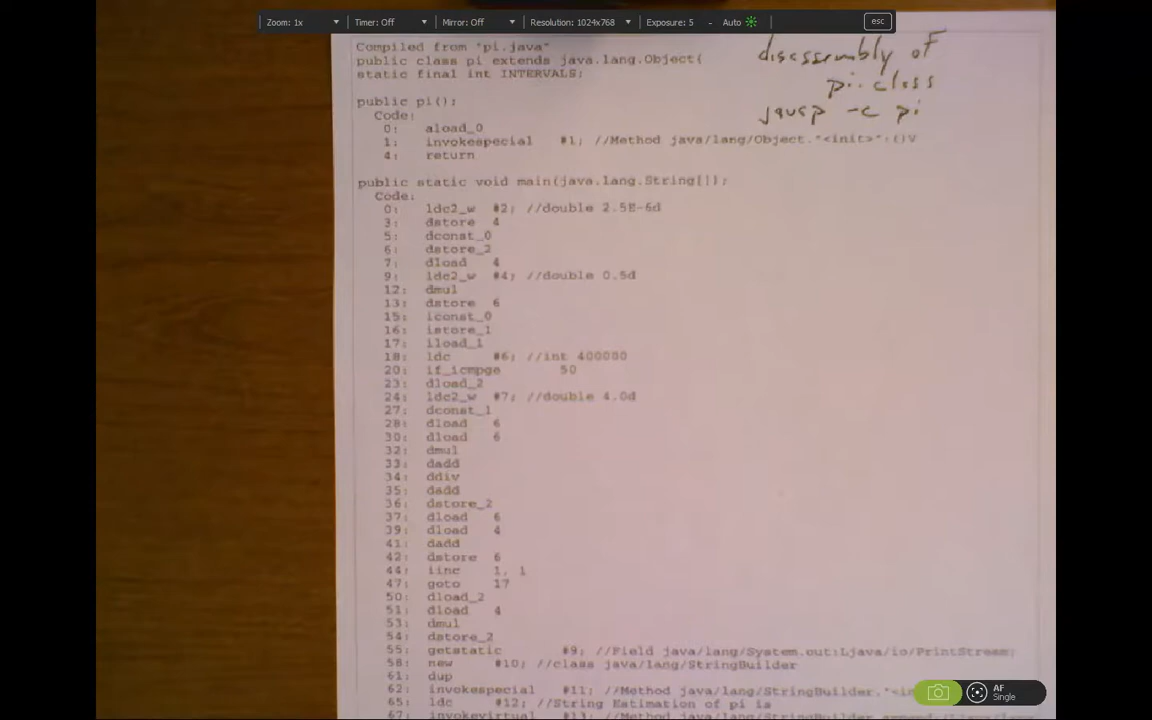 Zoom: 1x Timer: Off Mirror: Off Resolution: 1024x768 Exposure: 5 - Auto esc
Compiled from "pi.java"
public class pi extends java.lang.Object{
static final int INTERVALS;
disassembly of
pi.class
javap -c pi
public pi();
Code:
0: aload_0
1: invokespecial #1; //Method java/lang/Object."<init>":()V
4: return
public static void main(java.lang.String[]);
Code:
0: ldc2_w #2; //double 2.5E-6d
3: dstore 4
5: dconst_0
6: dstore_2
7: dload 4
9: ldc2_w #4; //double 0.5d
12: dmul
13: dstore 6
15: iconst_0
16: istore_1
17: iload_1
18: ldc #6; //int 400000
20: if_icmpge 50
23: dload_2
24: ldc2_w #7; //double 4.0d
27: dconst_1
28: dload 6
30: dload 6
32: dmul
33: dadd
34: ddiv
35: dadd
36: dstore_2
37: dload 6
39: dload 4
41: dadd
42: dstore 6
44: iinc 1, 1
47: goto 17
50: dload_2
51: dload 4
53: dmul
54: dstore_2
55: getstatic #9; //Field java/lang/System.out:Ljava/io/PrintStream;
58: new #10; //class java/lang/StringBuilder
61: dup
62: invokespecial #11; //Method java/lang/StringBuilder."<in
65: ldc #12; //String Estimation of pi is
67: invokevirtual #13; //Method java/lang/StringBuilder.append:
AF
Single